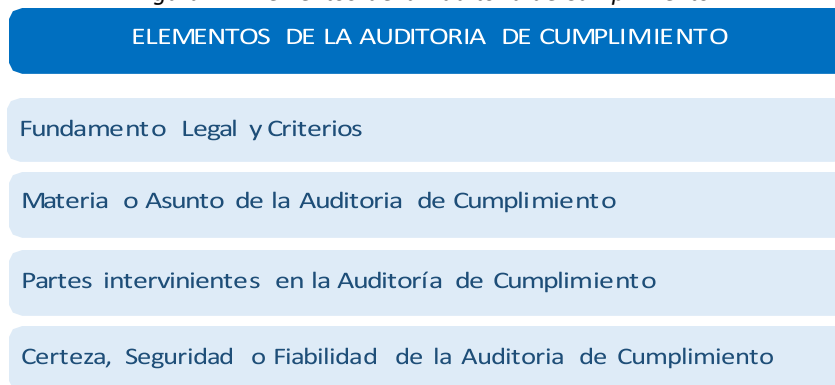 ELEMENTOS DE LA AUDITORIA DE CUMPLIMIENTO
Fundamento Legal y Criterios
Materia o Asunto de la Auditoria de Cumplimiento
Partes intervinientes en la Auditoría de Cumplimiento
Certeza, Seguridad o Fiabilidad de la Auditoria de Cumplimiento